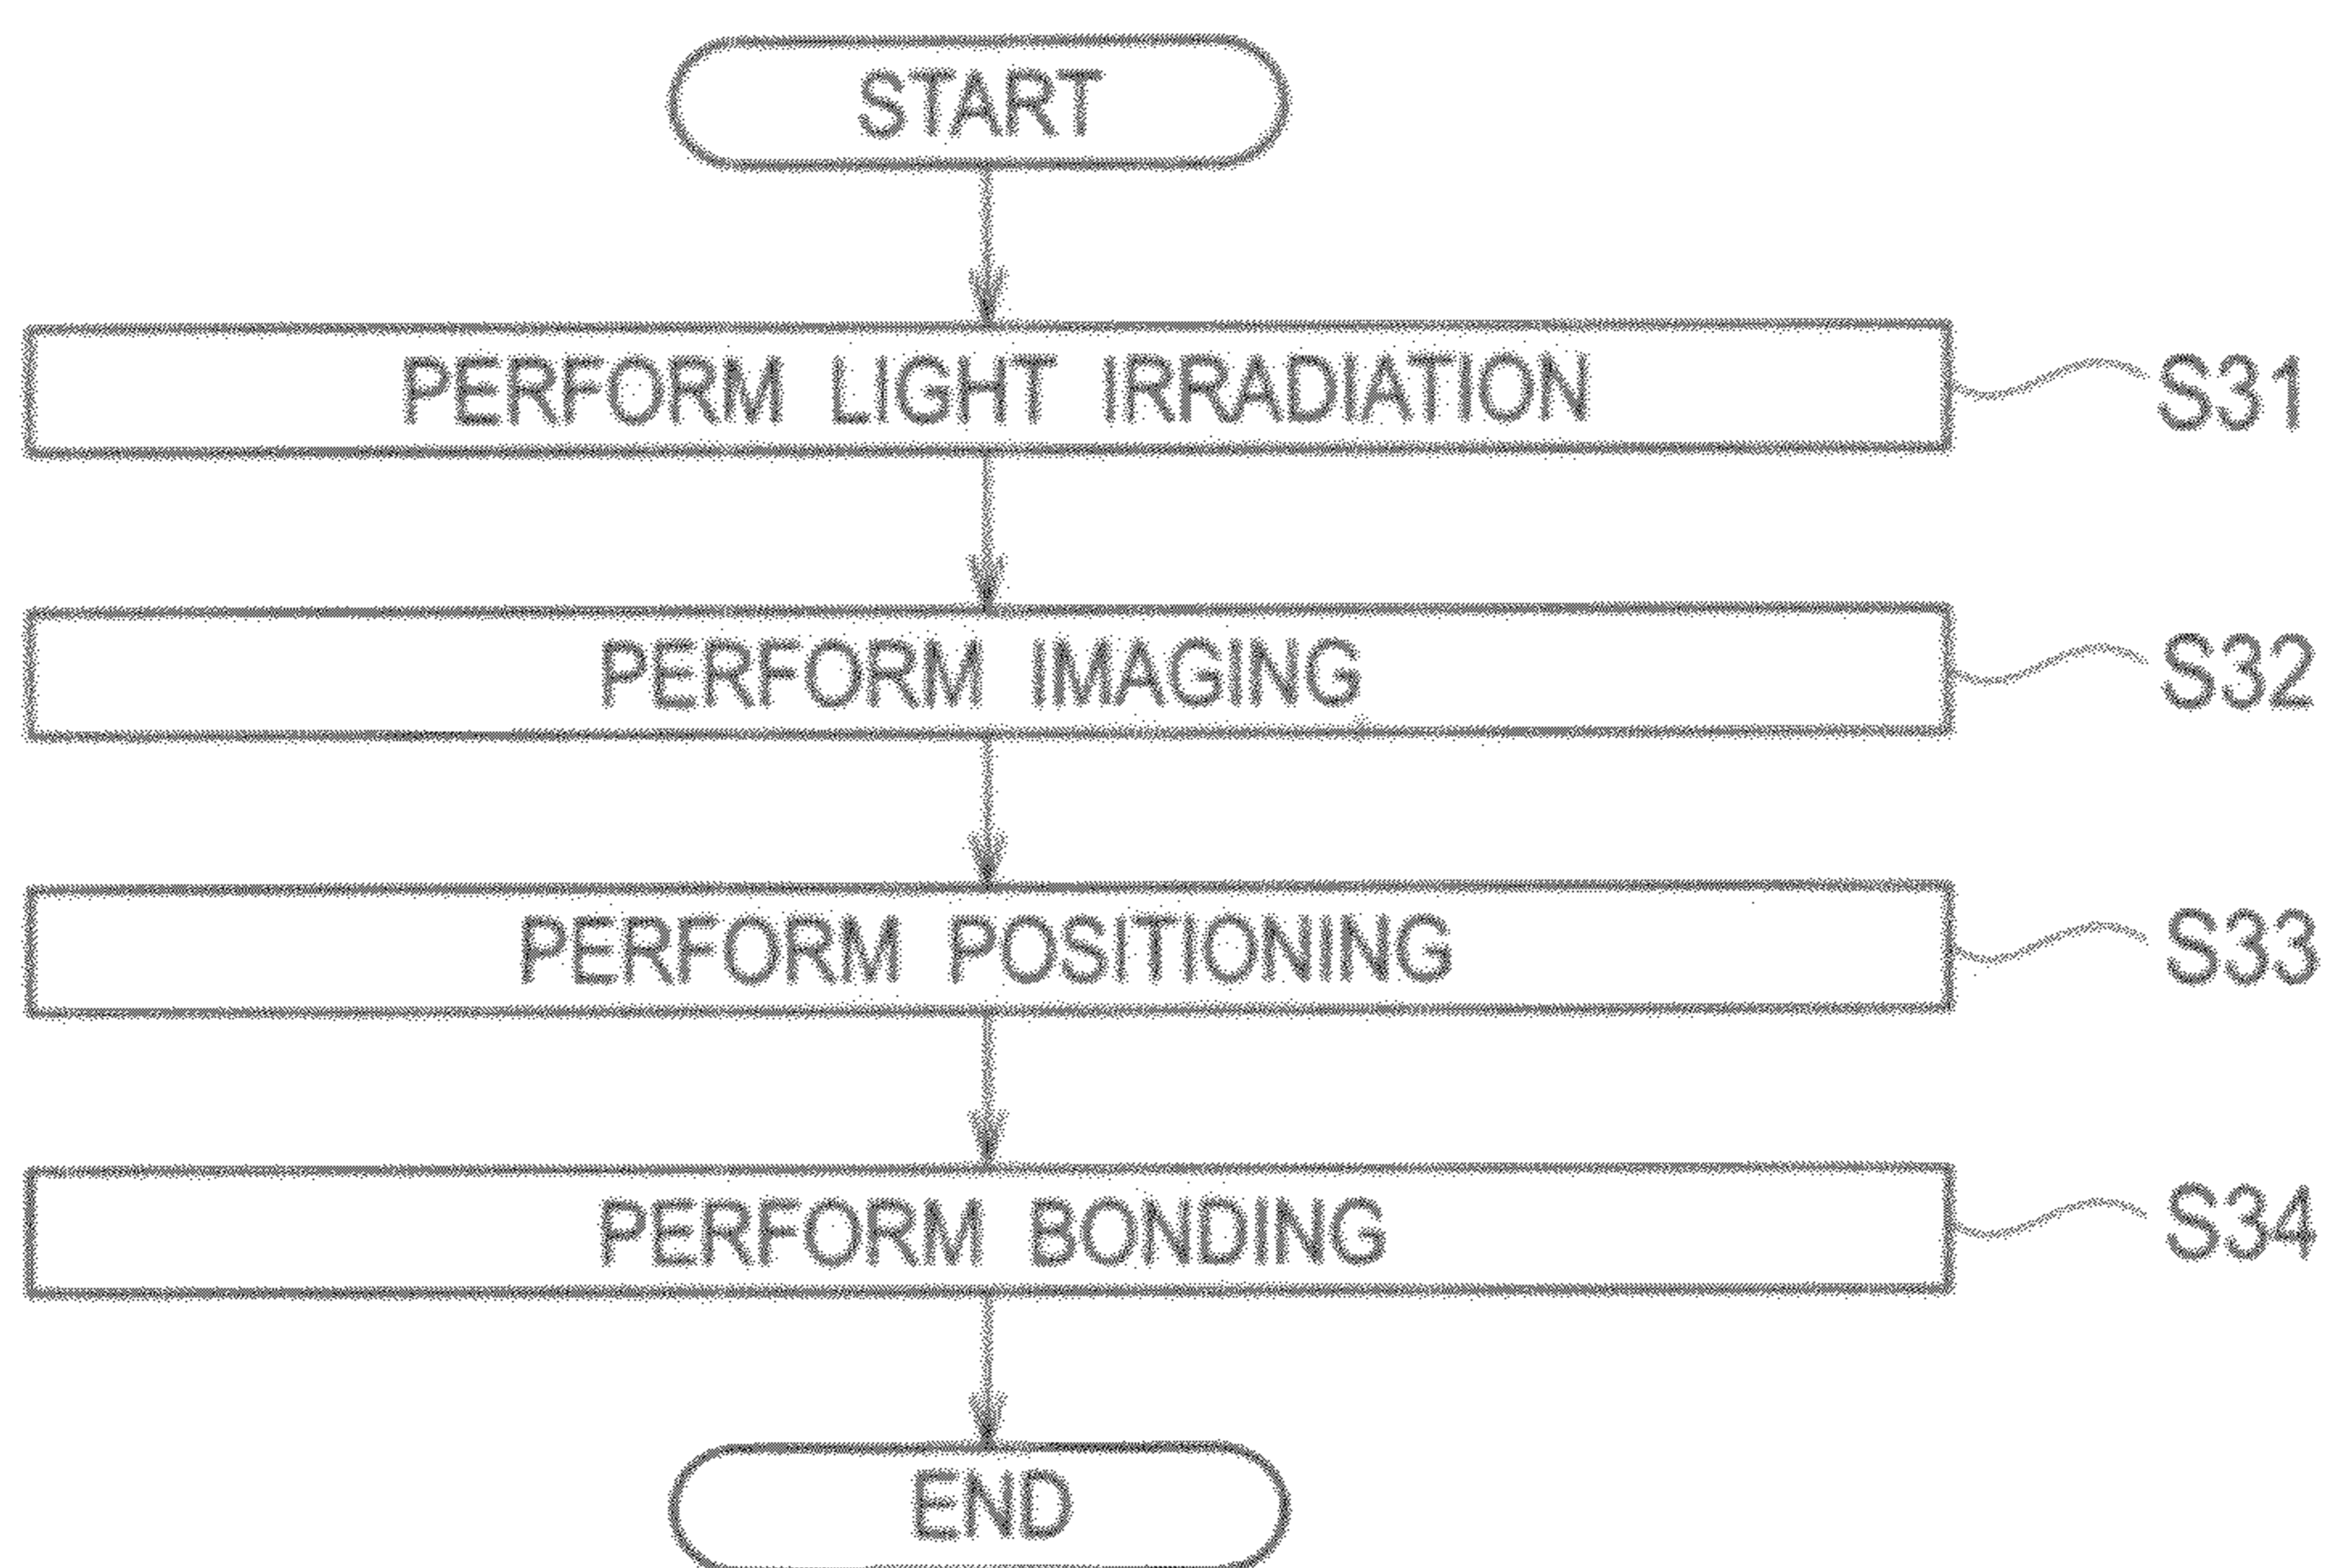 START
PERFORM LIGHT IRRADIATION S31
PERFORM IMAGING S32
PERFORM POSITIONING S33
PERFORM BONDING S34
END